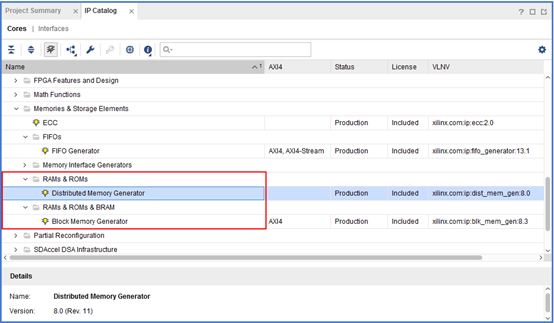 Project Summary × IP Catalog × ? □
Cores | Interfaces
Q-
Name ^1 AXI4 Status License VLNV
FPGA Features and Design
Math Functions
Memories & Storage Elements
ECC Production Included xilinx.com:ip:ecc:2.0
FIFOs
FIFO Generator AXI4, AXI4-Stream Production Included xilinx.com:ip:fifo_generator:13.1
Memory Interface Generators
RAMs & ROMs
Distributed Memory Generator Production Included xilinx.com:ip:dist_mem_gen:8.0
RAMs & ROMs & BRAM
Block Memory Generator AXI4 Production Included xilinx.com:ip:blk_mem_gen:8.3
Partial Reconfiguration
SDAccel DSA Infrastructure
Details
Name: Distributed Memory Generator
Version: 8.0 (Rev. 11)